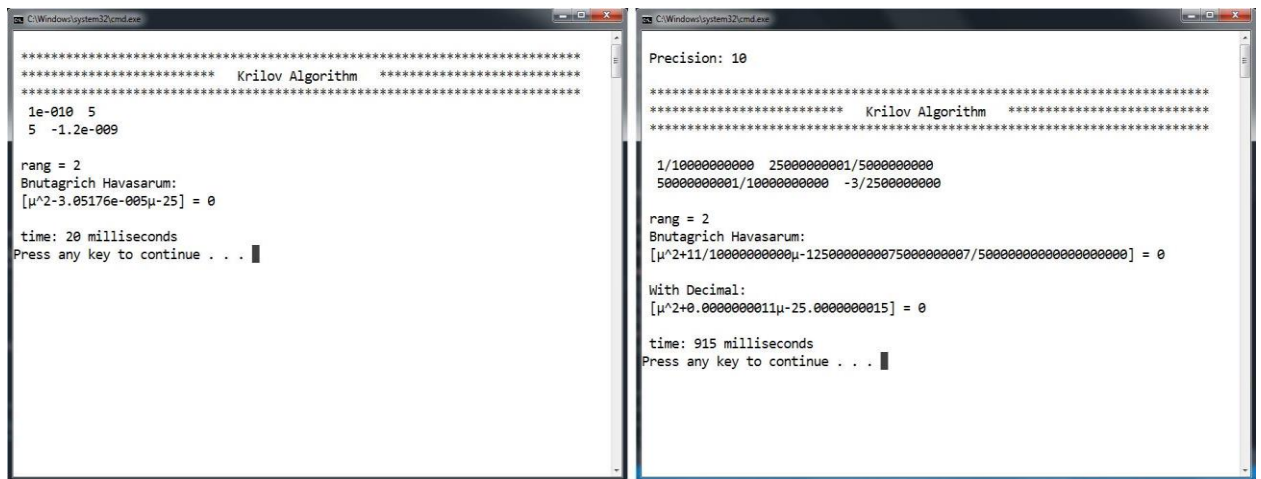 C:\Windows\system32\cmd.exe
***************************************************************************
************************** Krilov Algorithm ***************************
***************************************************************************
1e-010 5
5 -1.2e-009
rang = 2
Bnutagrich Havasarum:
[μ^2-3.05176e-005μ-25] = 0
time: 20 milliseconds
Press any key to continue . . .
C:\Windows\system32\cmd.exe
Precision: 10
***************************************************************************
************************** Krilov Algorithm ***************************
***************************************************************************
1/10000000000 25000000001/5000000000
50000000001/10000000000 -3/2500000000
rang = 2
Bnutagrich Havasarum:
[μ^2+11/10000000000μ-1250000000075000000007/50000000000000000000] = 0
With Decimal:
[μ^2+0.0000000011μ-25.0000000015] = 0
time: 915 milliseconds
Press any key to continue . . .